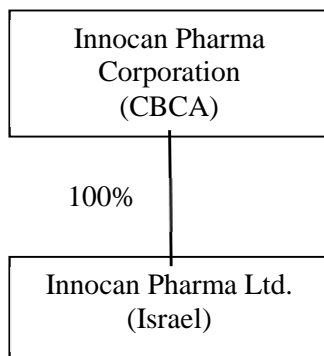 Innocan Pharma
Corporation
(CBCA)
100%
Innocan Pharma Ltd.
(Israel)